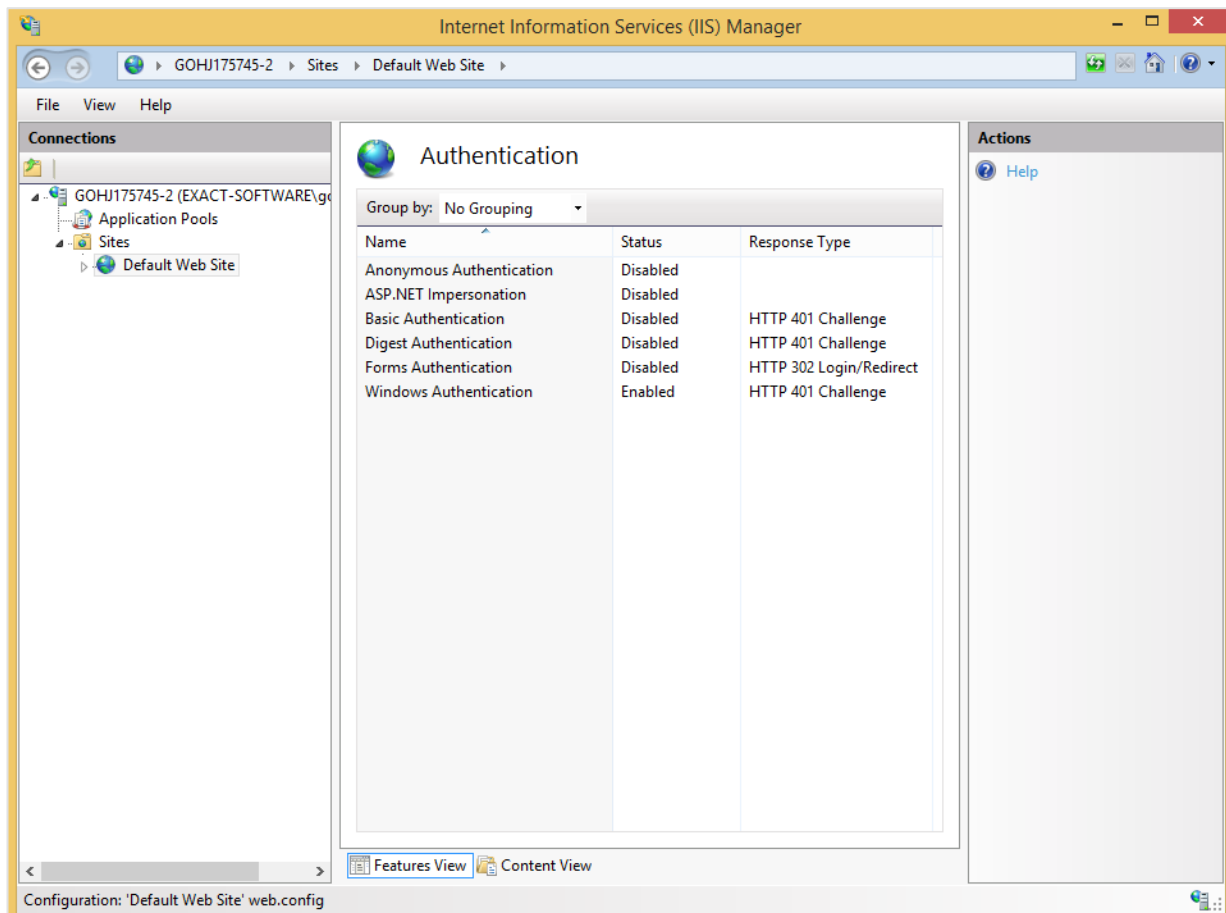 Internet Information Services (IIS) Manager
GOHJ175745-2 Sites Default Web Site
File View Help
Connections
GOHJ175745-2 (EXACT-SOFTWARE\go
Application Pools
Sites
Default Web Site
Authentication
Group by: No Grouping
Name Status Response Type
Anonymous Authentication Disabled
ASP.NET Impersonation Disabled
Basic Authentication Disabled HTTP 401 Challenge
Digest Authentication Disabled HTTP 401 Challenge
Forms Authentication Disabled HTTP 302 Login/Redirect
Windows Authentication Enabled HTTP 401 Challenge
Features View Content View
Actions
Help
Configuration: 'Default Web Site' web.config